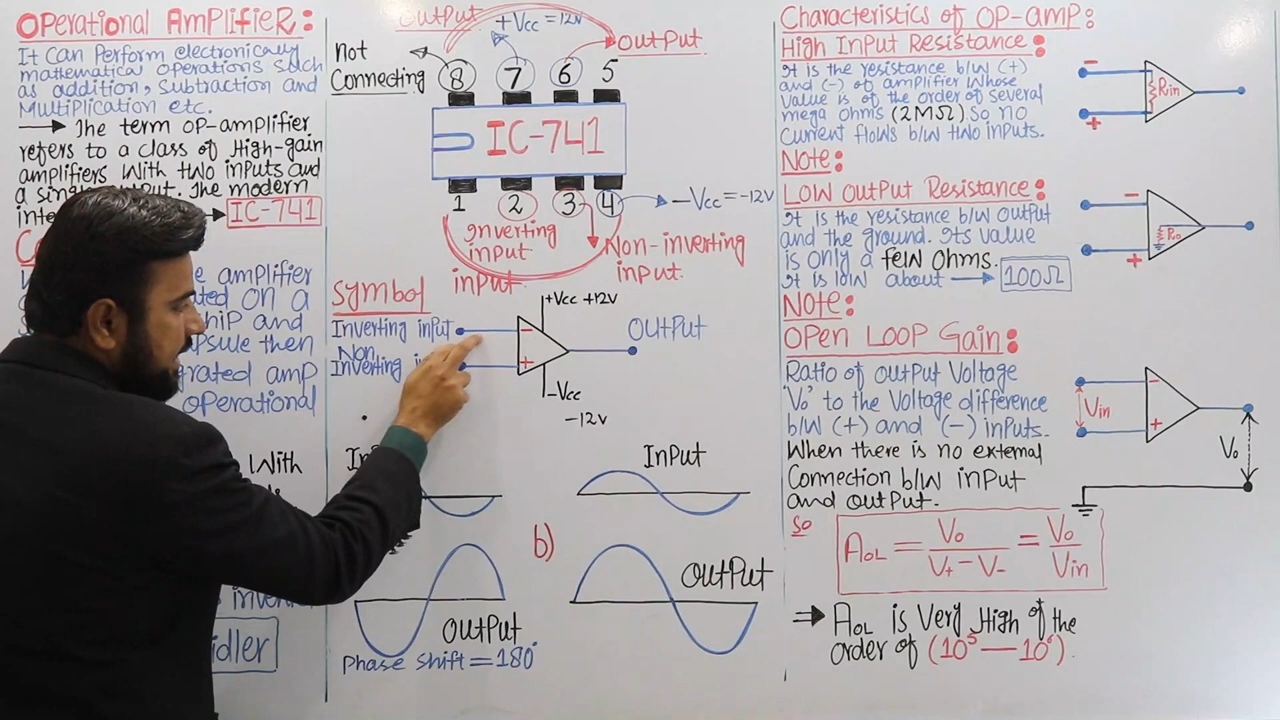 Operational Amplifier:
It can perform electronically
mathematical operations such
as addition, Subtraction and
Multiplication etc.
→ The term op-amplifier
refers to a class of High-gain
amplifiers with two inputs and
a single output. The modern
IC-741
amplifier
on a
and
then
amp
operational
with
idler
output
+Vcc = 12V
output
not
Connecting
8 7 6 5
IC-741
1 2 3 4
-Vcc = -12V
inverting
input
Non-inverting
input.
input
Symbol
+Vcc +12V
Inverting input
Non
Inverting
- +
output
-Vcc
-12V
Input
b)
output
output
Phase shift = 180°
Characteristics of OP-amp:
High Input Resistance:
It is the resistance b/w (+)
and (-) of amplifier whose
value is of the order of several
mega ohms (2MΩ). So no
current flows b/w two inputs.
- Rin +
Note:
Low Output Resistance:
It is the resistance b/w output
and the ground. Its value
is only a few ohms.
It is low about → 100Ω
- Ro +
Note:
Open Loop Gain:
Ratio of output Voltage
'Vo' to the voltage difference
b/w (+) and (-) inputs.
When there is no external
Connection b/w input
and output.
Vin - + Vo
So
AOL = Vo / V+ - V- = Vo / Vin
⇒ AOL is very High of the
order of (10⁵ — 10⁶).